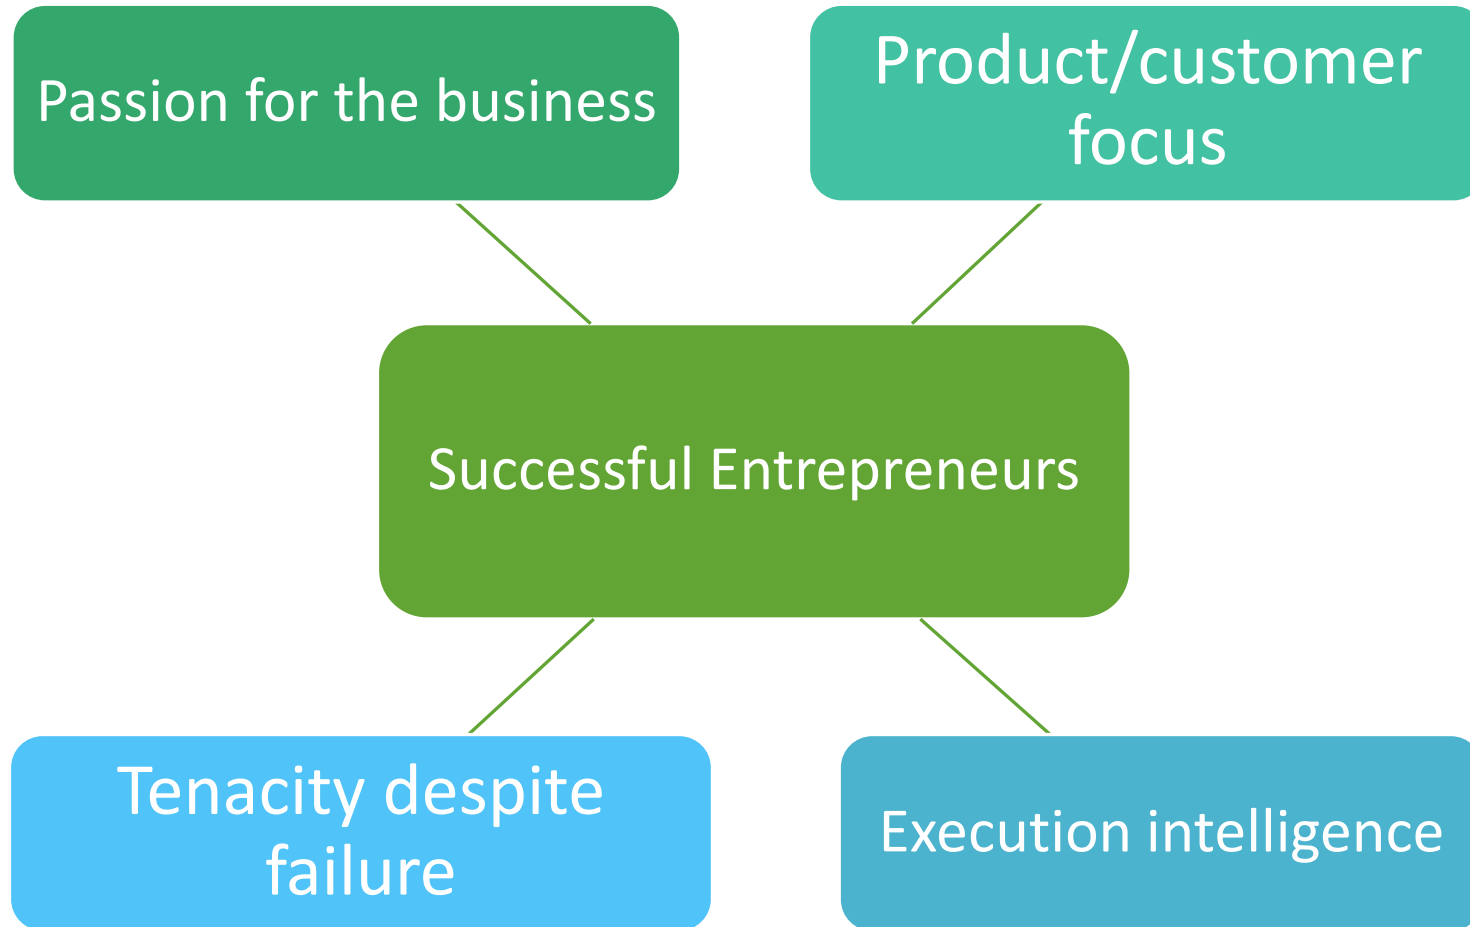 Passion for the business
Product/customer
focus
Successful Entrepreneurs
Tenacity despite
failure
Execution intelligence